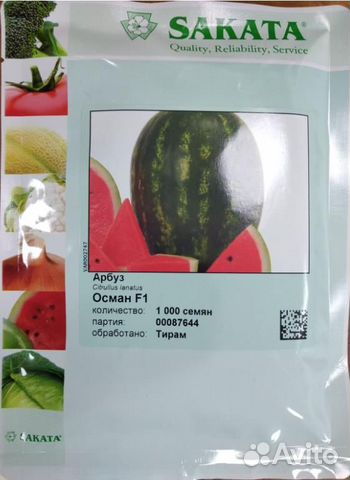 SAKATA®
Quality, Reliability, Service
VAR002747
Арбуз
Citrullus lanatus
Осман F1
количество: 1 000 семян
партия: 00087644
обработано: Тирам
SAKATA®
Avito